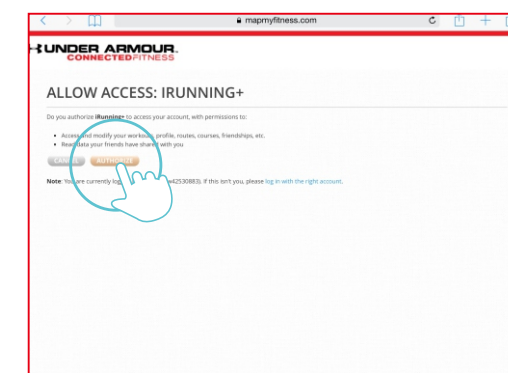 mapmyfitness.com
UNDER ARMOUR.
CONNECTEDFITNESS
ALLOW ACCESS: IRUNNING+
Do you authorize iRunning+ to access your account, with permissions to:
• Access and modify your workouts, profile, routes, courses, friendships, etc.
• Read data your friends have shared with you
CANCEL AUTHORIZE
Note: You are currently log w42530883). If this isn't you, please log in with the right account.